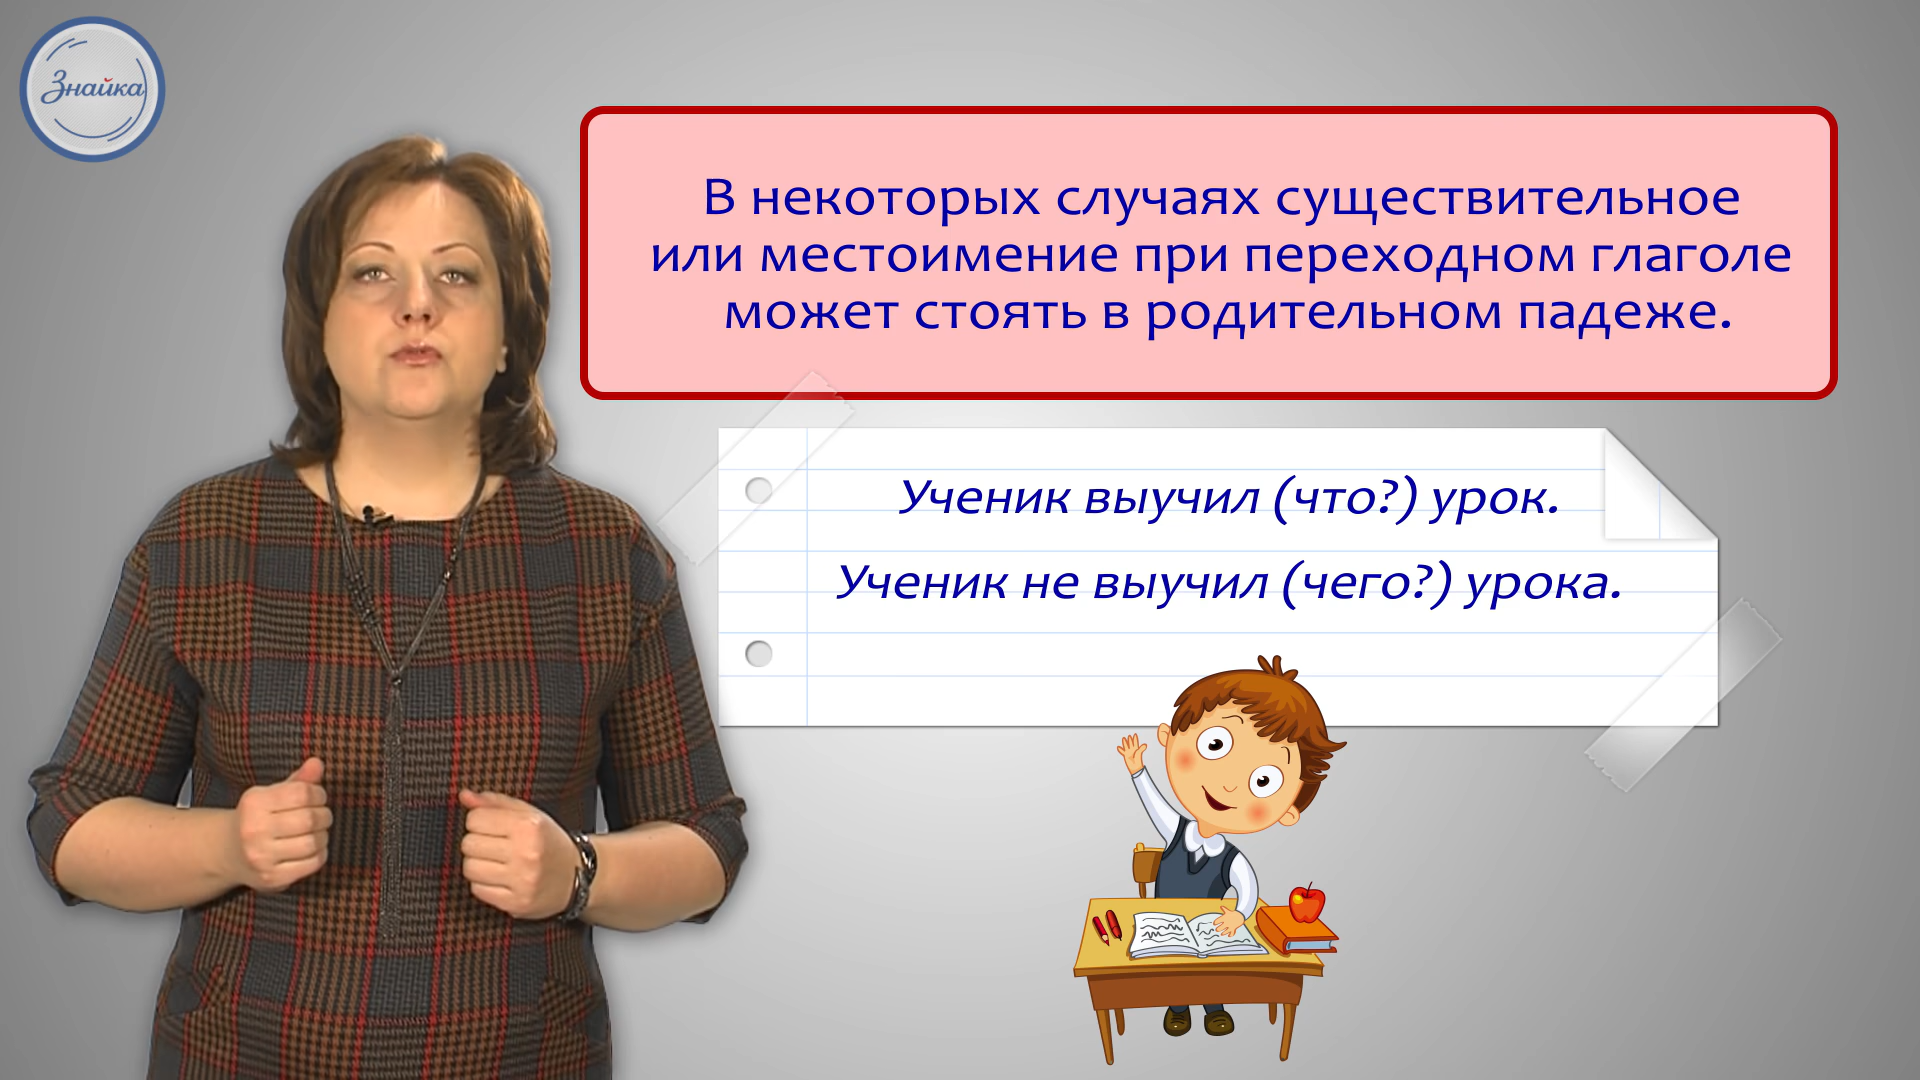 Знайка
В некоторых случаях существительное
или местоимение при переходном глаголе
может стоять в родительном падеже.
Ученик выучил (что?) урок.
Ученик не выучил (чего?) урока.